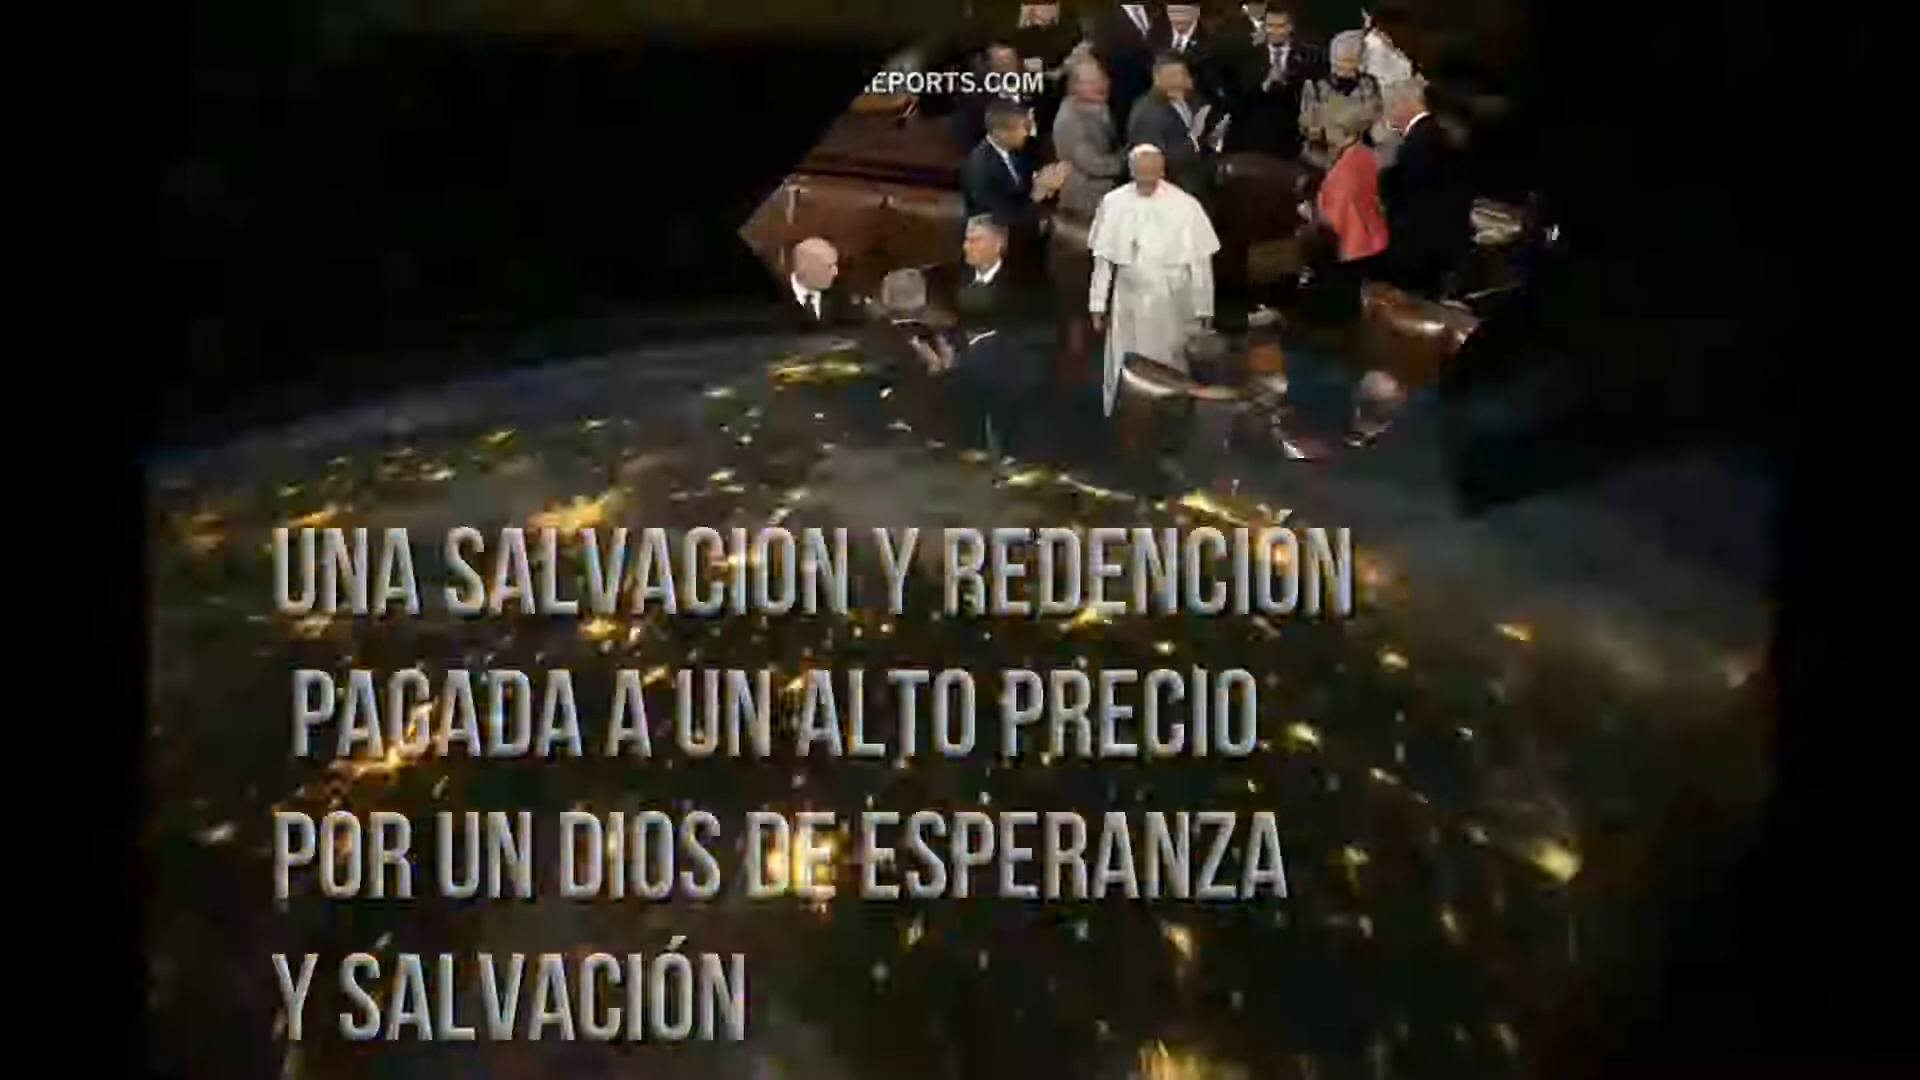 .EPORTS.COM
UNA SALVACIÓN Y REDENCIÓN
PAGADA A UN ALTO PRECIO
POR UN DIOS DE ESPERANZA
Y SALVACIÓN